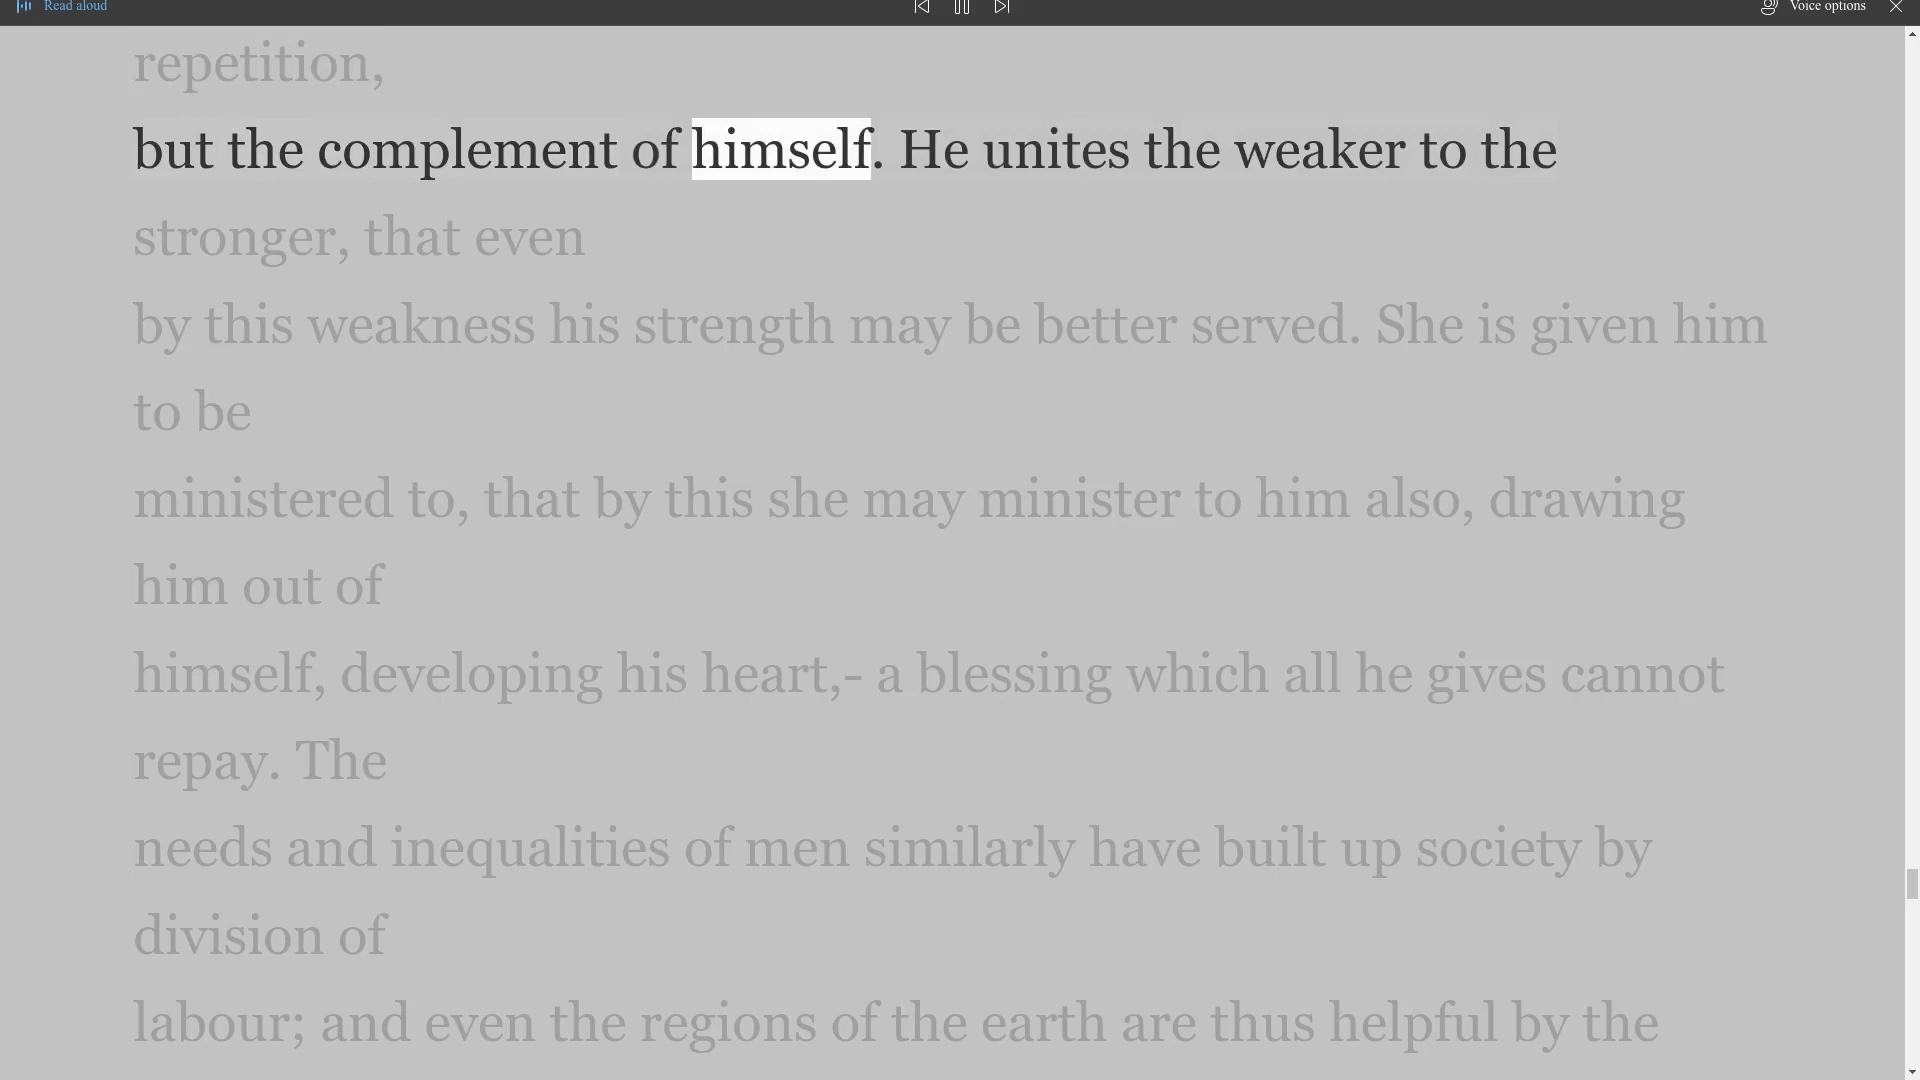 Read aloud
Voice options
repetition,
but the complement of himself. He unites the weaker to the
stronger, that even
by this weakness his strength may be better served. She is given him
to be
ministered to, that by this she may minister to him also, drawing
him out of
himself, developing his heart,- a blessing which all he gives cannot
repay. The
needs and inequalities of men similarly have built up society by
division of
labour; and even the regions of the earth are thus helpful by the